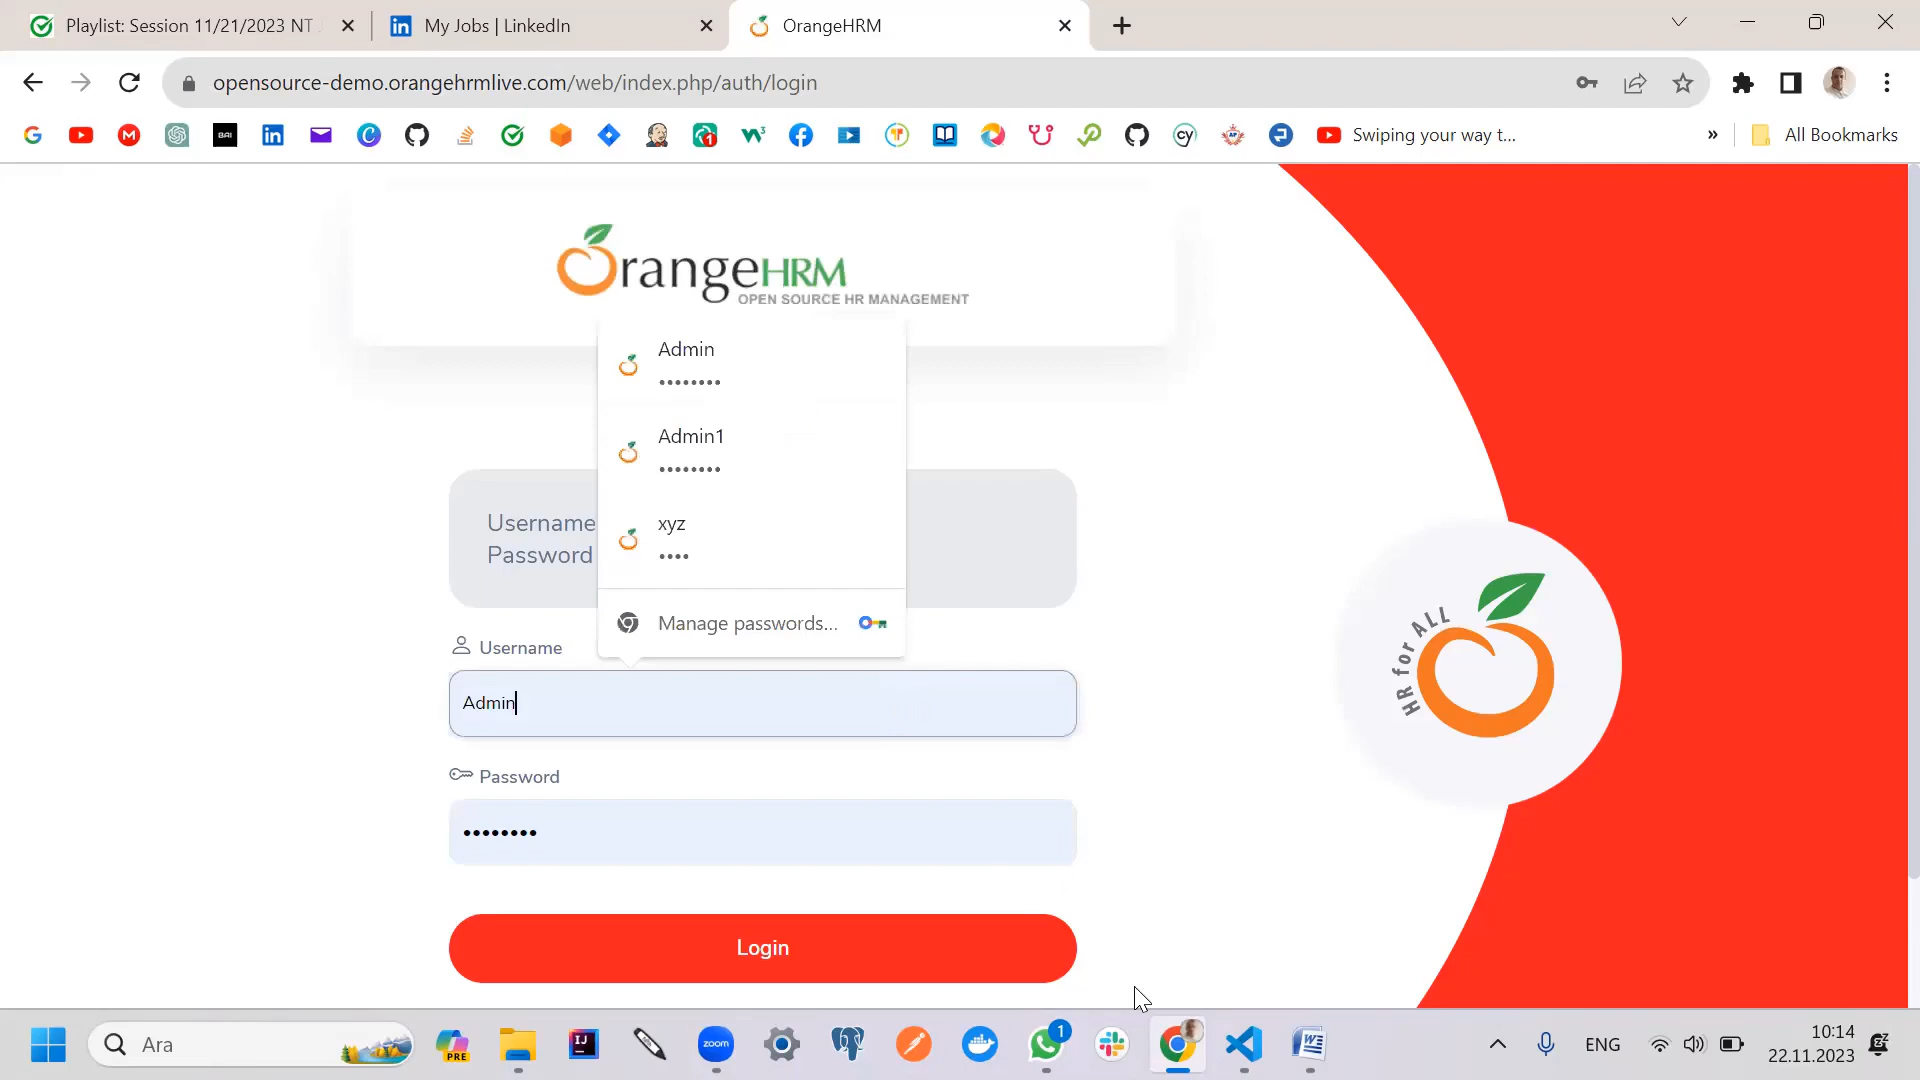 Playlist: Session 11/21/2023 NT
My Jobs | LinkedIn
OrangeHRM
opensource-demo.orangehrmlive.com/web/index.php/auth/login
Swiping your way t...
All Bookmarks
OrangeHRM
OPEN SOURCE HR MANAGEMENT
Admin
••••••••
Admin1
••••••••
xyz
••••
Manage passwords...
Username
Password
Username
Admin
Password
••••••••
Login
HR for ALL
Ara
PRE
zoom
1
ENG
10:14
22.11.2023